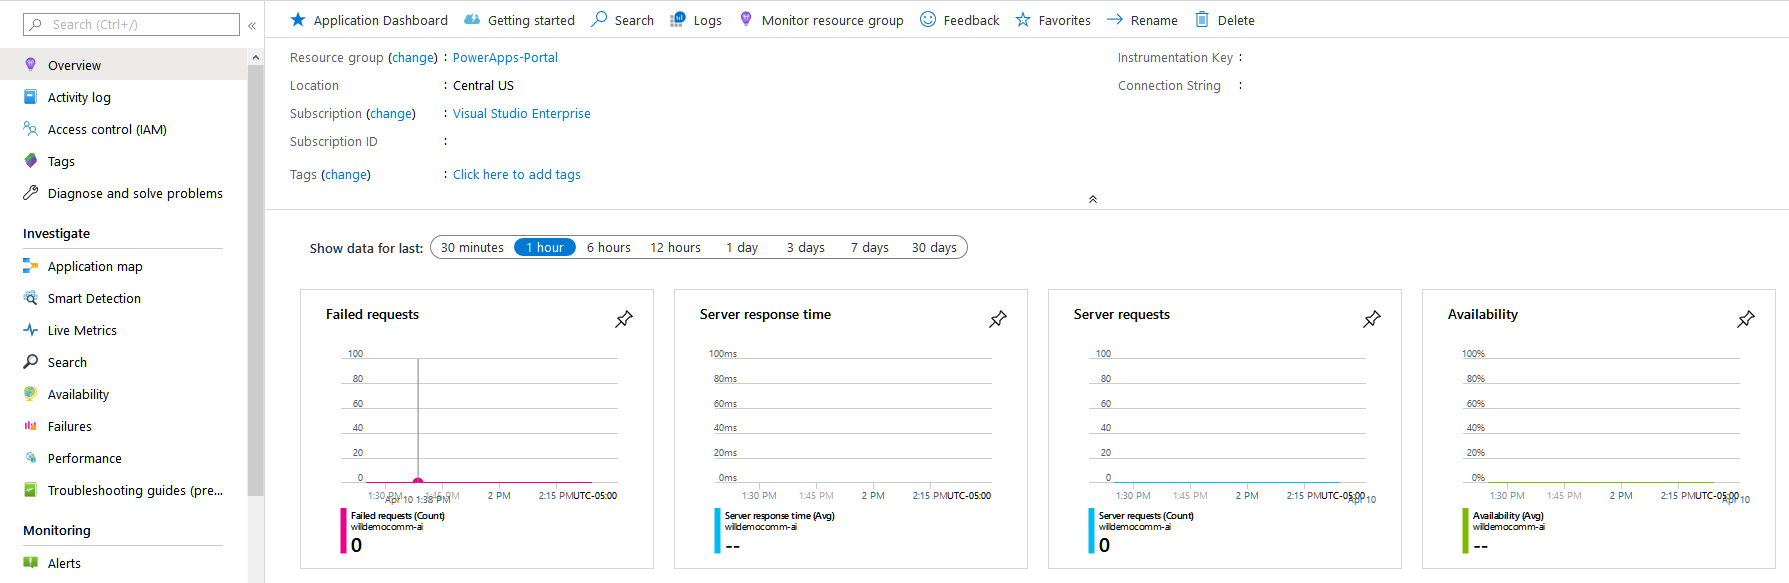 Search (Ctrl+/)
«
Overview
Activity log
Access control (IAM)
Tags
Diagnose and solve problems
Investigate
Application map
Smart Detection
Live Metrics
Search
Availability
Failures
Performance
Troubleshooting guides (pre...
Monitoring
Alerts
Application Dashboard Getting started Search Logs Monitor resource group Feedback Favorites Rename Delete
Resource group (change) : PowerApps-Portal
Location : Central US
Subscription (change) : Visual Studio Enterprise
Subscription ID :
Tags (change) : Click here to add tags
Instrumentation Key :
Connection String :
Show data for last: 30 minutes 1 hour 6 hours 12 hours 1 day 3 days 7 days 30 days
Failed requests
100
80
60
40
20
0
1:30 PM 1:45 PM 2 PM 2:15 PM UTC-05:00
Apr 10 1:38 PM
Failed requests (Count)
willdemocomm-ai
0
Server response time
100ms
80ms
60ms
40ms
20ms
0ms
1:30 PM 1:45 PM 2 PM 2:15 PM UTC-05:00
Server response time (Avg)
willdemocomm-ai
--
Server requests
100
80
60
40
20
0
1:30 PM 1:45 PM 2 PM 2:15 PM UTC-05:00
Apr 10
Server requests (Count)
willdemocomm-ai
0
Availability
100%
80%
60%
40%
20%
0%
1:30 PM 1:45 PM 2 PM 2:15 PM UTC-05:00
Apr 10
Availability (Avg)
willdemocomm-ai
--